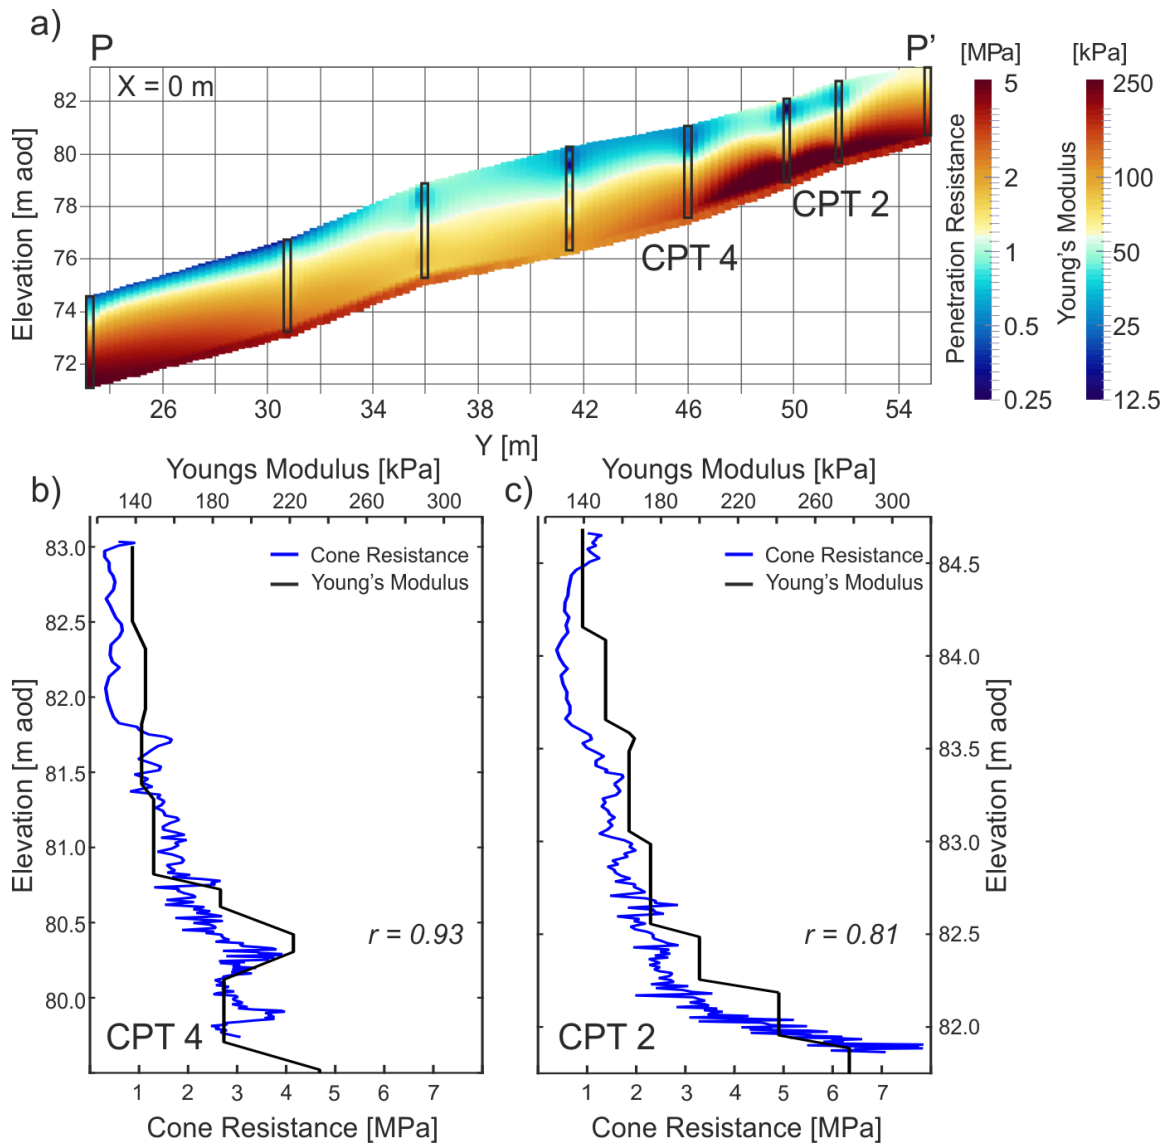 a)
P
P'
X = 0 m
[MPa]
[kPa]
82
80
78
76
74
72
Elevation [m aod]
26
30
34
38
42
46
50
54
Y [m]
CPT 4
CPT 2
Penetration Resistance
5
2
1
0.5
0.25
Young's Modulus
250
100
50
25
12.5
b)
Youngs Modulus [kPa]
140
180
220
260
300
83.0
82.5
82.0
81.5
81.0
80.5
80.0
Elevation [m aod]
Cone Resistance
Young's Modulus
r = 0.93
CPT 4
1
2
3
4
5
6
7
Cone Resistance [MPa]
c)
Youngs Modulus [kPa]
140
180
220
260
300
Cone Resistance
Young's Modulus
84.5
84.0
83.5
83.0
82.5
82.0
Elevation [m aod]
r = 0.81
CPT 2
1
2
3
4
5
6
7
Cone Resistance [MPa]